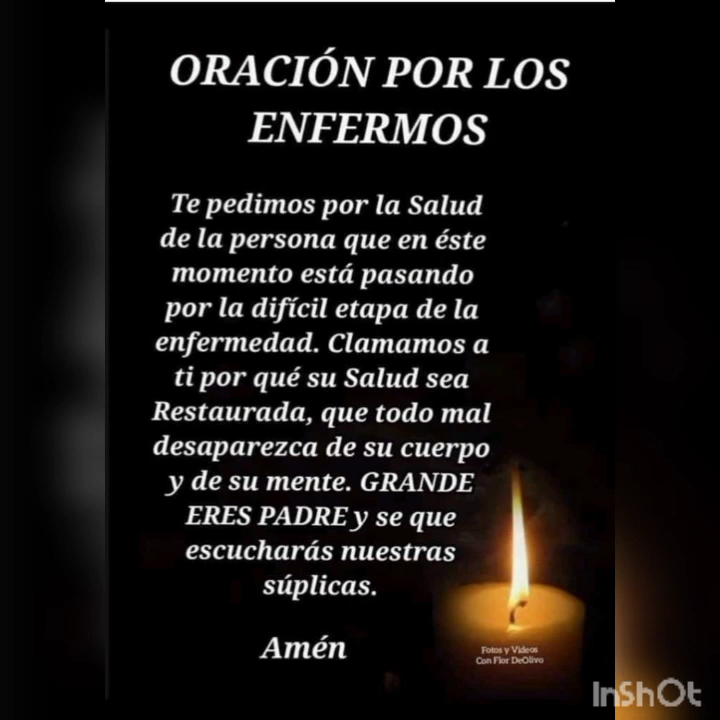 ORACIÓN POR LOS
ENFERMOS
Te pedimos por la Salud
de la persona que en éste
momento está pasando
por la difícil etapa de la
enfermedad. Clamamos a
ti por qué su Salud sea
Restaurada, que todo mal
desaparezca de su cuerpo
y de su mente. GRANDE
ERES PADRE y se que
escucharás nuestras
súplicas.
Amén
Fotos y Videos
Con Flor DeOlivo
InShOt